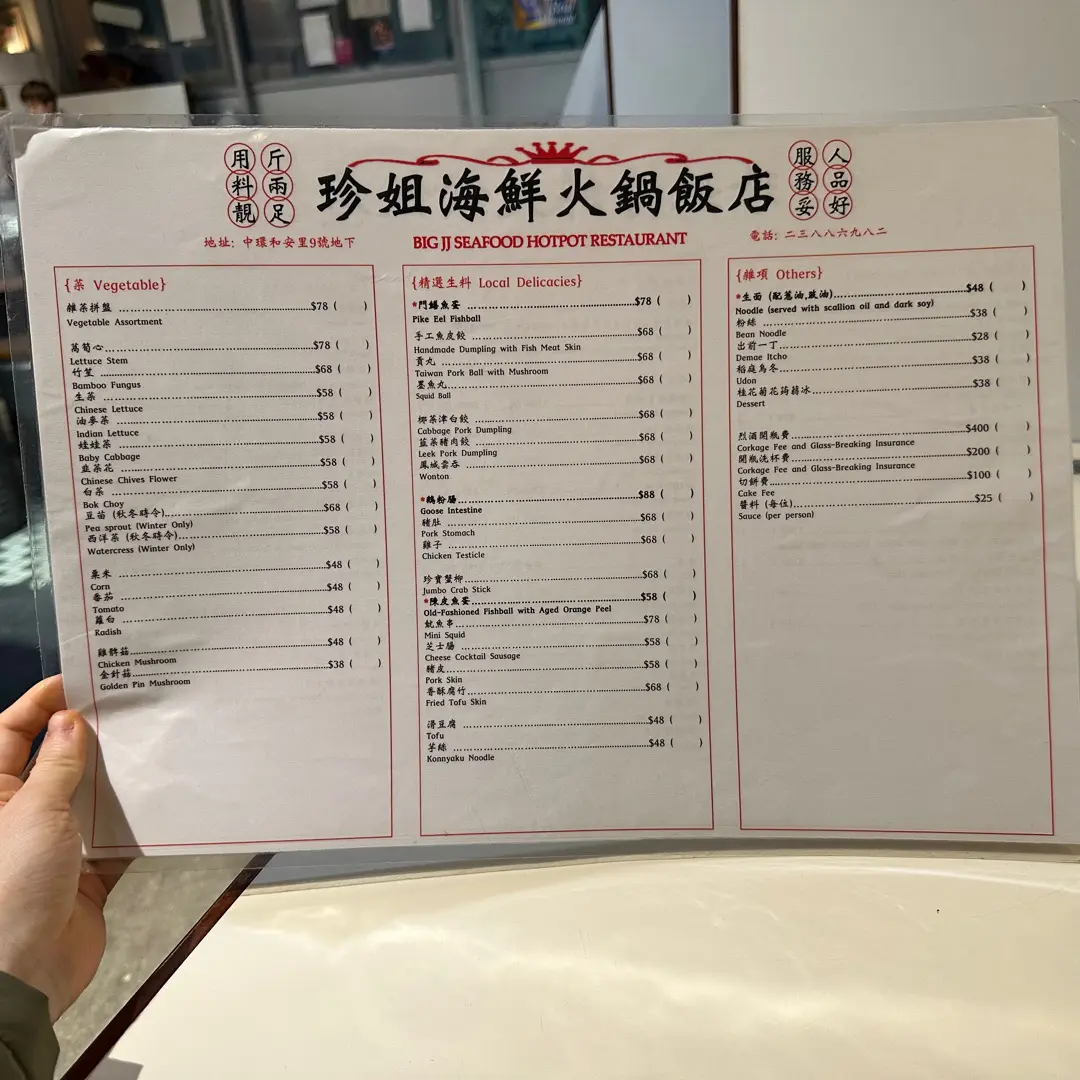 用料靚
斤兩足
珍姐海鮮火鍋飯店
服務妥
人品好
地址: 中環和安里9號地下
BIG JJ SEAFOOD HOTPOT RESTAURANT
電話: 二三八八六九八二
{菜 Vegetable}
雜菜拼盤 $78 ( )
Vegetable Assortment
萵筍心 $78 ( )
Lettuce Stem
竹笙 $68 ( )
Bamboo Fungus
生菜 $58 ( )
Chinese Lettuce
油麥菜 $58 ( )
Indian Lettuce
娃娃菜 $58 ( )
Baby Cabbage
韭菜花 $58 ( )
Chinese Chives Flower
白菜 $58 ( )
Bok Choy
豆苗 (秋冬時令) $68 ( )
Pea sprout (Winter Only)
西洋菜 (秋冬時令) $58 ( )
Watercress (Winter Only)
粟米 $48 ( )
Corn
番茄 $48 ( )
Tomato
蘿白 $48 ( )
Radish
雞髀菇 $48 ( )
Chicken Mushroom
金針菇 $38 ( )
Golden Pin Mushroom
{精選生料 Local Delicacies}
*門鱔魚蛋 $78 ( )
Pike Eel Fishball
手工魚皮餃 $68 ( )
Handmade Dumpling with Fish Meat Skin
貢丸 $68 ( )
Taiwan Pork Ball with Mushroom
墨魚丸 $68 ( )
Squid Ball
椰菜津白餃 $68 ( )
Cabbage Pork Dumpling
韮菜豬肉餃 $68 ( )
Leek Pork Dumpling
鳳城雲吞 $68 ( )
Wonton
*鵝粉腸 $88 ( )
Goose Intestine
豬肚 $68 ( )
Pork Stomach
雞子 $68 ( )
Chicken Testicle
珍寶蟹柳 $68 ( )
Jumbo Crab Stick
*陳皮魚蛋 $58 ( )
Old-Fashioned Fishball with Aged Orange Peel
魷魚串 $78 ( )
Mini Squid
芝士腸 $58 ( )
Cheese Cocktail Sausage
豬皮 $58 ( )
Pork Skin
香酥腐竹 $68 ( )
Fried Tofu Skin
滑豆腐 $48 ( )
Tofu
芋絲 $48 ( )
Konnyaku Noodle
{雜項 Others}
*生面 (配蔥油,豉油) $48 ( )
Noodle (served with scallion oil and dark soy)
粉絲 $38 ( )
Bean Noodle
出前一丁 $28 ( )
Demae Itcho
稻庭烏冬 $38 ( )
Udon
桂花菊花蒟蒻冰 $38 ( )
Dessert
烈酒開瓶費 $400 ( )
Corkage Fee and Glass-Breaking Insurance
開瓶洗杯費 $200 ( )
Corkage Fee and Glass-Breaking Insurance
切餅費 $100 ( )
Cake Fee
醬料 (每位) $25 ( )
Sauce (per person)